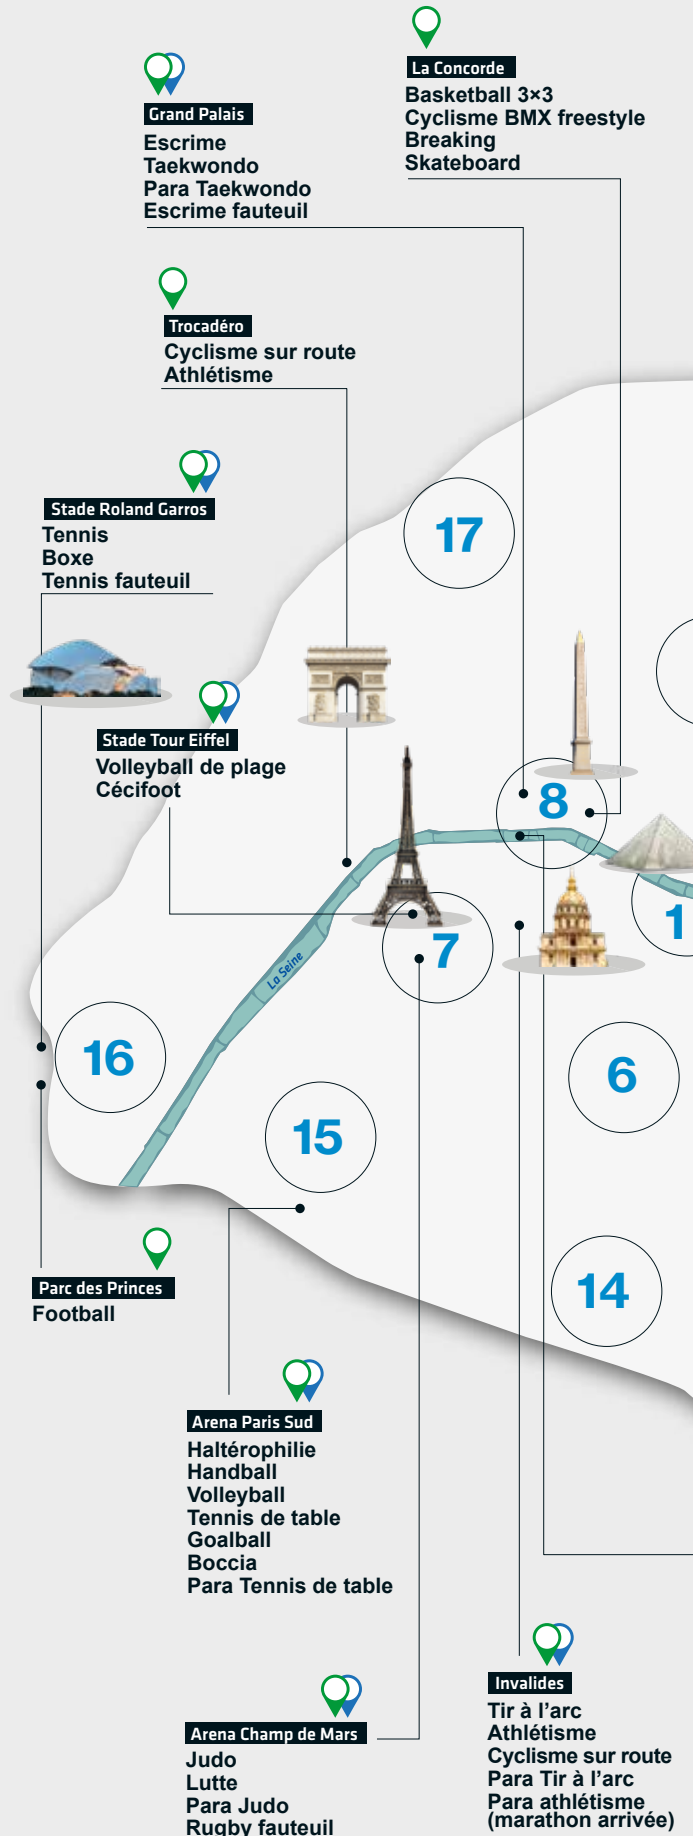 La Concorde
Basketball 3×3
Cyclisme BMX freestyle
Breaking
Skateboard
Grand Palais
Escrime
Taekwondo
Para Taekwondo
Escrime fauteuil
Trocadéro
Cyclisme sur route
Athlétisme
Stade Roland Garros
Tennis
Boxe
Tennis fauteuil
17
Stade Tour Eiffel
Volleyball de plage
Cécifoot
8
1
7
La Seine
16
6
15
14
Parc des Princes
Football
Arena Paris Sud
Haltérophilie
Handball
Volleyball
Tennis de table
Goalball
Boccia
Para Tennis de table
Invalides
Tir à l’arc
Athlétisme
Cyclisme sur route
Para Tir à l’arc
Para athlétisme
(marathon arrivée)
Arena Champ de Mars
Judo
Lutte
Para Judo
Rugby fauteuil